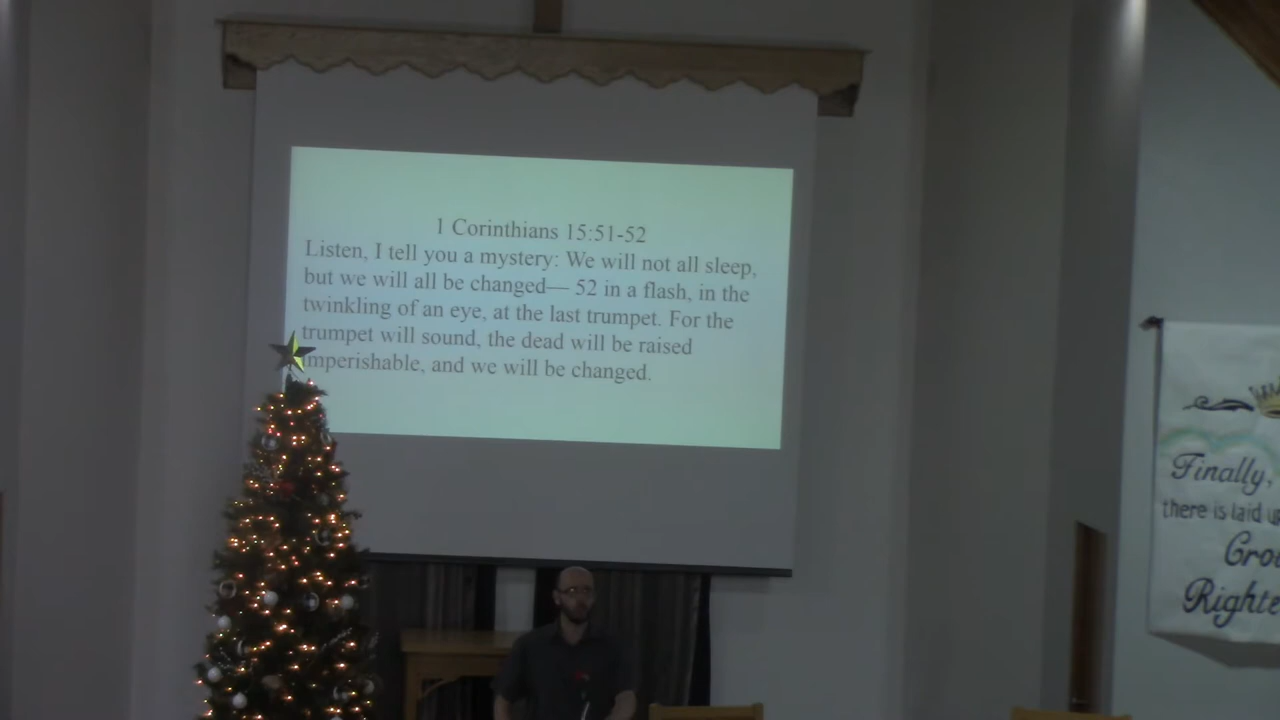 1 Corinthians 15:51-52
Listen, I tell you a mystery: We will not all sleep,
but we will all be changed— 52 in a flash, in the
twinkling of an eye, at the last trumpet. For the
trumpet will sound, the dead will be raised
imperishable, and we will be changed.
Finally,
there is laid